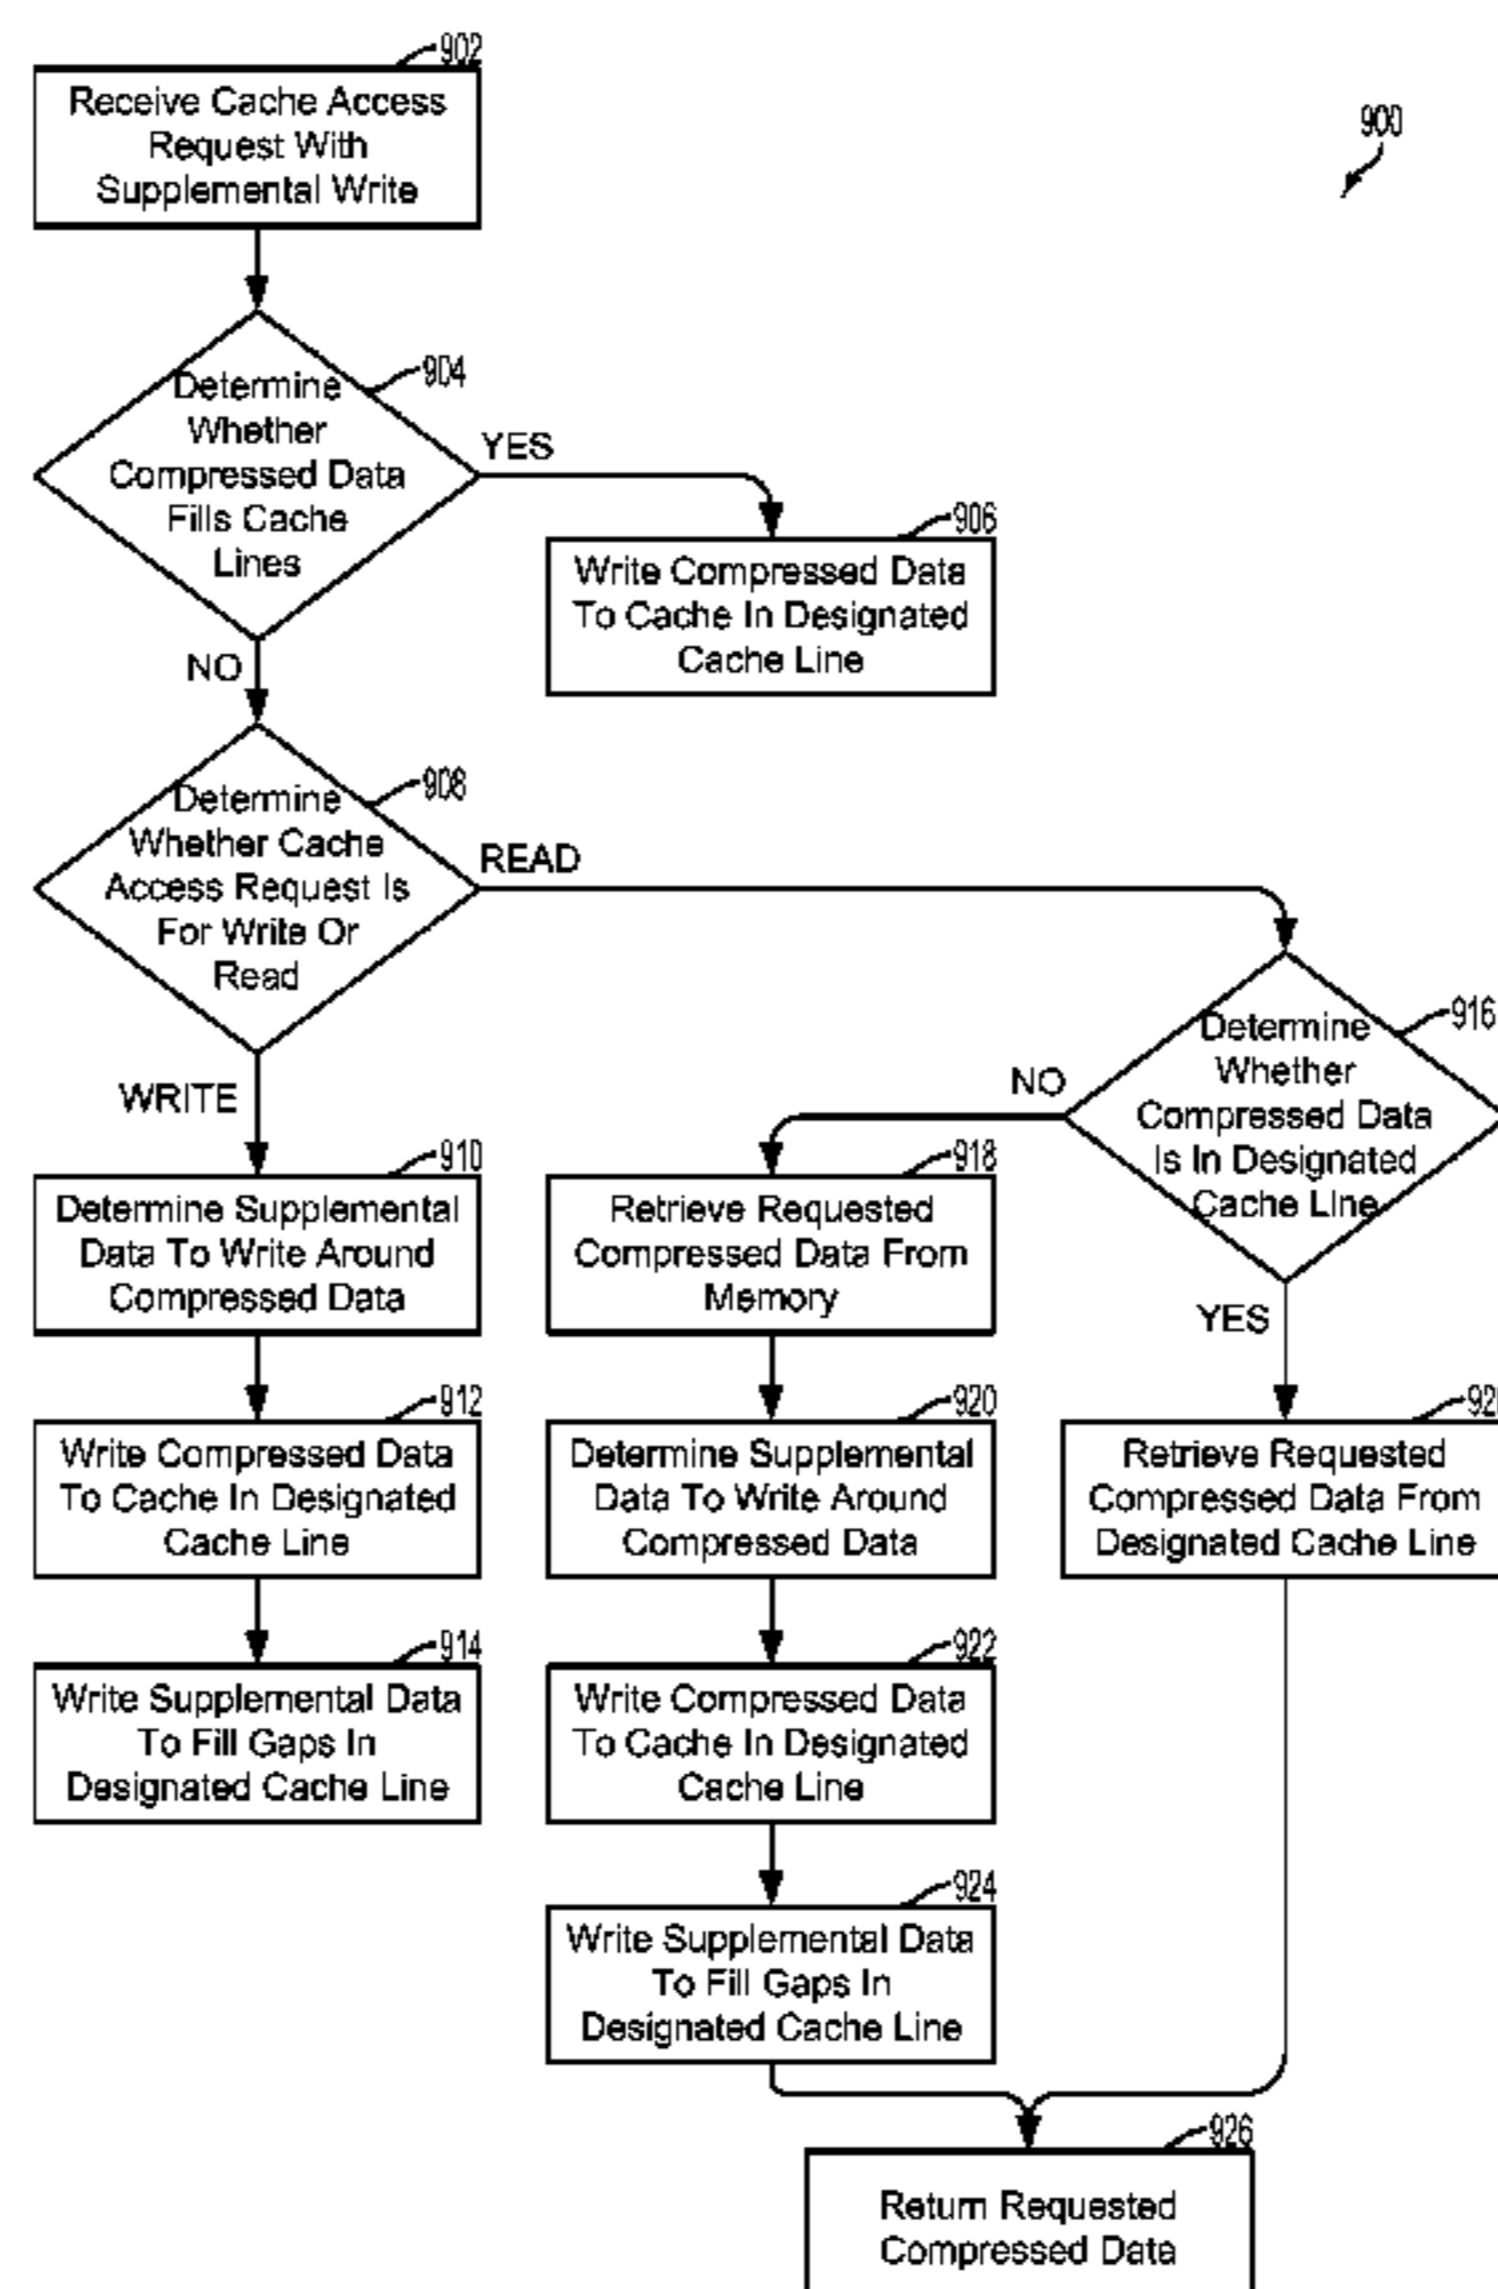 902
Receive Cache Access
Request With
Supplemental Write
900
904
Determine
Whether
Compressed Data
Fills Cache
Lines
YES
NO
906
Write Compressed Data
To Cache In Designated
Cache Line
908
Determine
Whether Cache
Access Request Is
For Write Or
Read
READ
WRITE
916
Determine
Whether
Compressed Data
Is In Designated
Cache Line
NO
YES
910
Determine Supplemental
Data To Write Around
Compressed Data
918
Retrieve Requested
Compressed Data From
Memory
912
Write Compressed Data
To Cache In Designated
Cache Line
920
Determine Supplemental
Data To Write Around
Compressed Data
Retrieve Requested
Compressed Data From
Designated Cache Line
914
Write Supplemental Data
To Fill Gaps In
Designated Cache Line
922
Write Compressed Data
To Cache In Designated
Cache Line
924
Write Supplemental Data
To Fill Gaps In
Designated Cache Line
926
Return Requested
Compressed Data